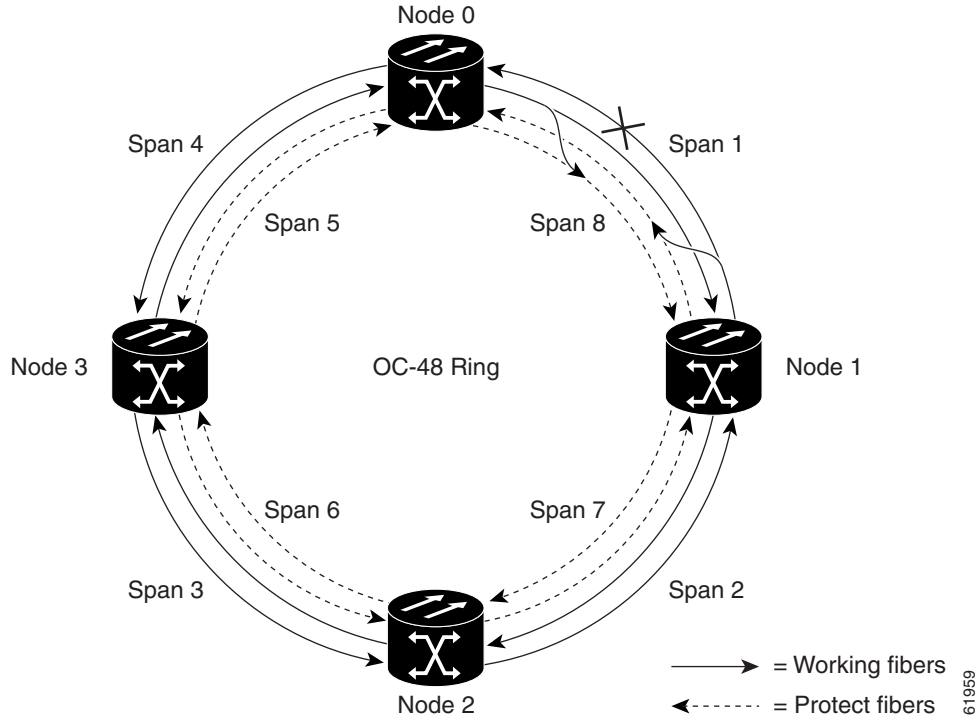 Node 0
Span 4
Span 1
Span 5
Span 8
Node 3
OC-48 Ring
Node 1
Span 6
Span 7
Span 3
Span 2
Node 2
= Working fibers
= Protect fibers
61959